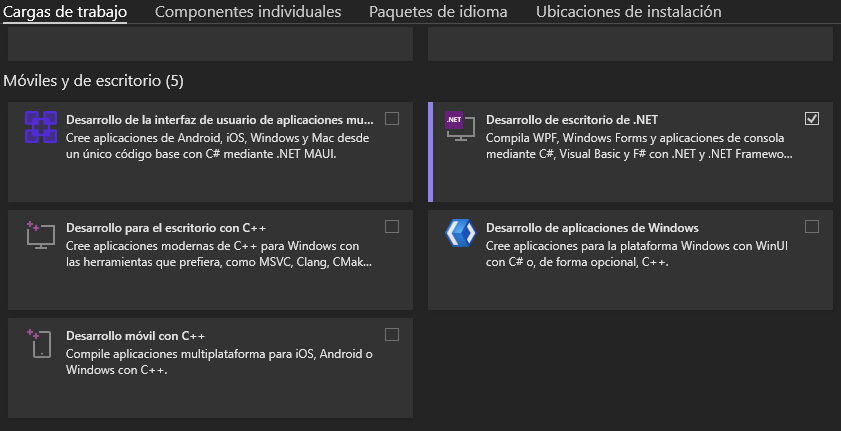 Cargas de trabajo Componentes individuales Paquetes de idioma Ubicaciones de instalación
Móviles y de escritorio (5)
Desarrollo de la interfaz de usuario de aplicaciones mu...
Cree aplicaciones de Android, iOS, Windows y Mac desde
un único código base con C# mediante .NET MAUI.
.NET
Desarrollo de escritorio de .NET
Compila WPF, Windows Forms y aplicaciones de consola
mediante C#, Visual Basic y F# con .NET y .NET Framewo...
Desarrollo para el escritorio con C++
Cree aplicaciones modernas de C++ para Windows con
las herramientas que prefiera, como MSVC, Clang, CMak...
Desarrollo de aplicaciones de Windows
Cree aplicaciones para la plataforma Windows con WinUI
con C# o, de forma opcional, C++.
Desarrollo móvil con C++
Compile aplicaciones multiplataforma para iOS, Android o
Windows con C++.